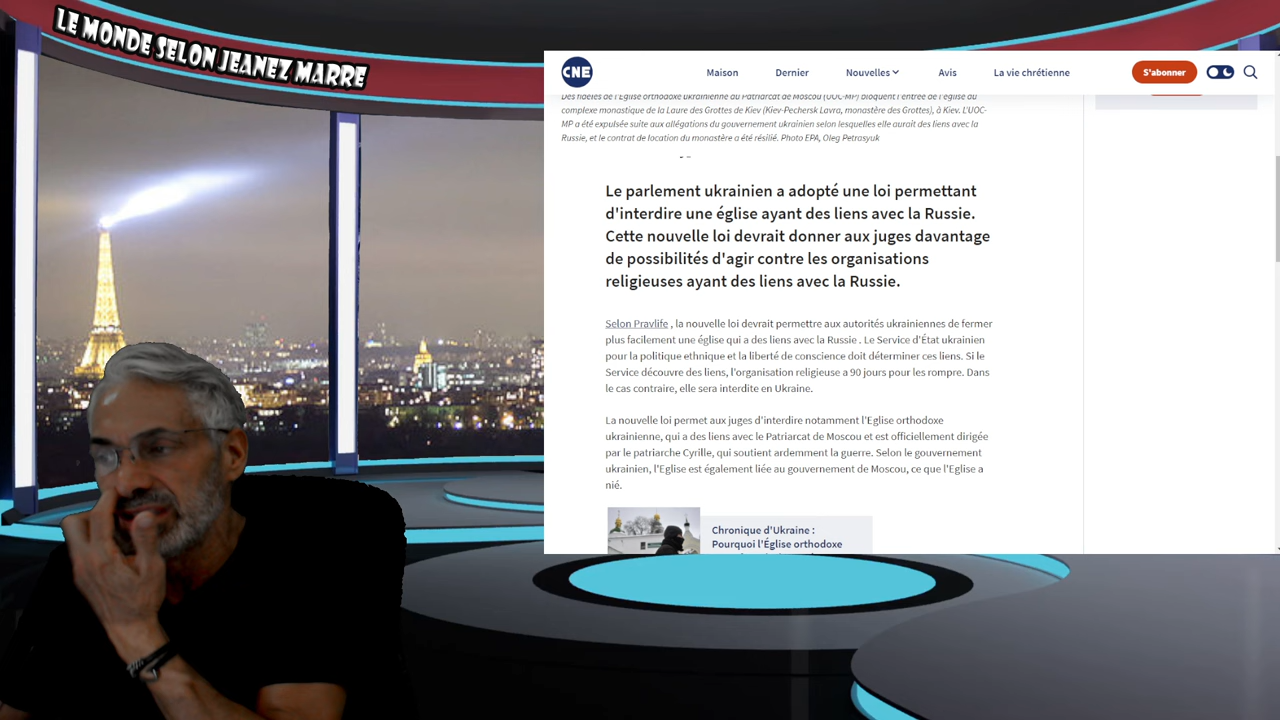 LE MONDE SELON JEANEZ MARRE
CNE
Maison
Dernier
Nouvelles
Avis
La vie chrétienne
S'abonner
Des fidèles de l'Église orthodoxe ukrainienne du Patriarcat de Moscou (UOC-MP) bloquent l'entrée de l'église du
complexe monastique de la Laure des Grottes de Kiev (Kiev-Pechersk Lavra, monastère des Grottes), à Kiev. L'UOC-
MP a été expulsée suite aux allégations du gouvernement ukrainien selon lesquelles elle aurait des liens avec la
Russie, et le contrat de location du monastère a été résilié. Photo EPA, Oleg Petrasyuk
Le parlement ukrainien a adopté une loi permettant
d'interdire une église ayant des liens avec la Russie.
Cette nouvelle loi devrait donner aux juges davantage
de possibilités d'agir contre les organisations
religieuses ayant des liens avec la Russie.
Selon Pravlife , la nouvelle loi devrait permettre aux autorités ukrainiennes de fermer
plus facilement une église qui a des liens avec la Russie . Le Service d'État ukrainien
pour la politique ethnique et la liberté de conscience doit déterminer ces liens. Si le
Service découvre des liens, l'organisation religieuse a 90 jours pour les rompre. Dans
le cas contraire, elle sera interdite en Ukraine.
La nouvelle loi permet aux juges d'interdire notamment l'Eglise orthodoxe
ukrainienne, qui a des liens avec le Patriarcat de Moscou et est officiellement dirigée
par le patriarche Cyrille, qui soutient ardemment la guerre. Selon le gouvernement
ukrainien, l'Eglise est également liée au gouvernement de Moscou, ce que l'Eglise a
nié.
Chronique d'Ukraine :
Pourquoi l'Église orthodoxe